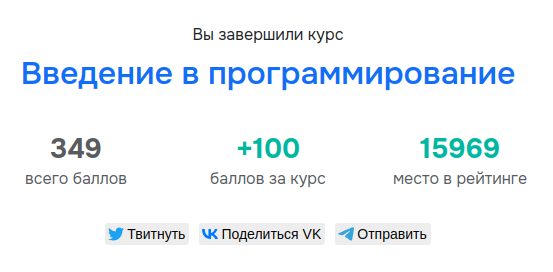 Вы завершили курс
Введение в программирование
349 +100 15969
всего баллов баллов за курс место в рейтинге
Твитнуть Поделиться VK Отправить